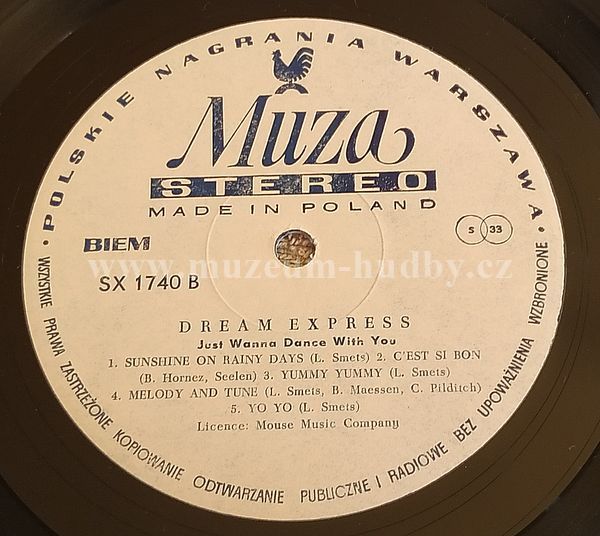 • POLSKIE NAGRANIA WARSZAWA •
Muza
STEREO
MADE IN POLAND
BIEM
S 33
www.muzeum-hudby.cz
SX 1740 B
DREAM EXPRESS
Just Wanna Dance With You
1. SUNSHINE ON RAINY DAYS (L. Smets) 2. C'EST SI BON
(B. Hornez, Seelen) 3. YUMMY YUMMY (L. Smets)
4. MELODY AND TUNE (L. Smets, B. Maessen, C. Pilditch)
5. YO YO (L. Smets)
Licence: Mouse Music Company
WSZYSTKIE PRAWA ZASTRZEŻONE KOPIOWANIE ODTWARZANIE PUBLICZNE I RADIOWE BEZ UPOWAŻNIENIA WZBRONIONE